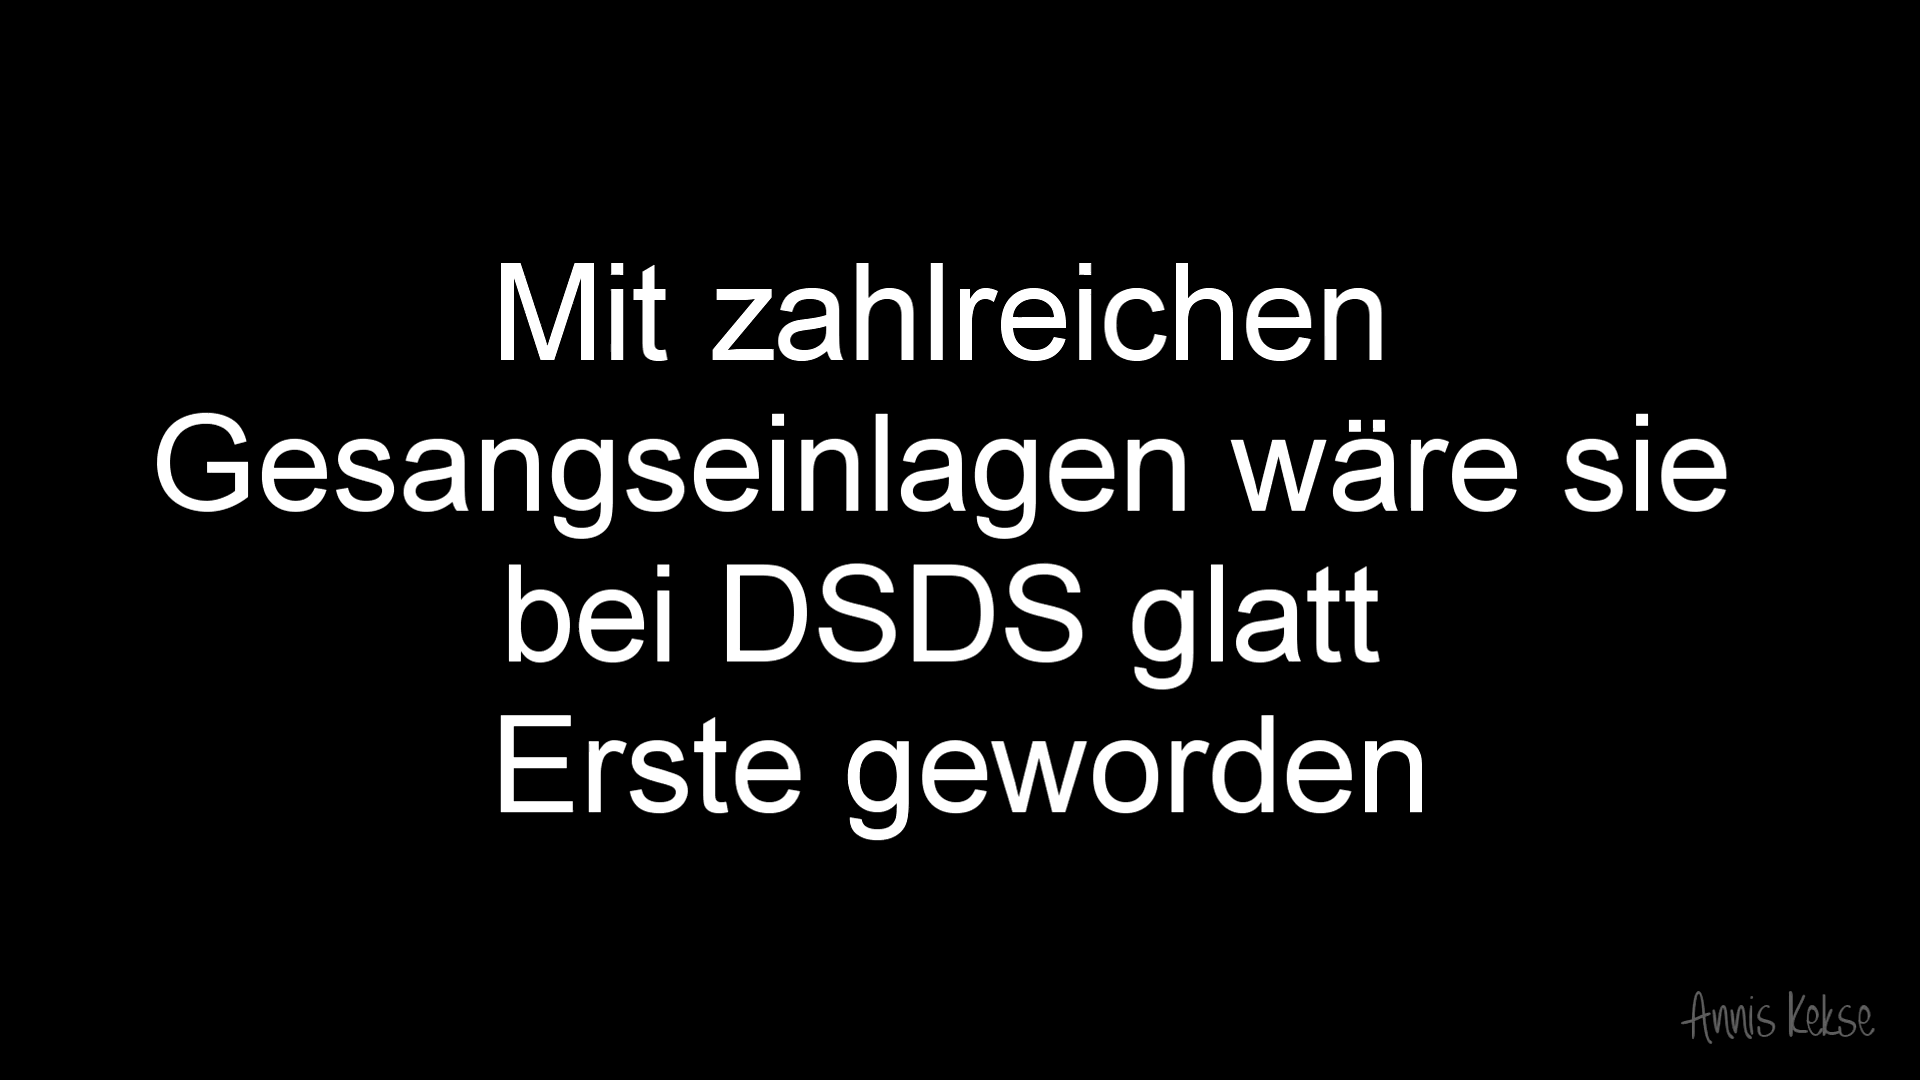 Mit zahlreichen
Gesangseinlagen wäre sie
bei DSDS glatt
Erste geworden
Annis Kekse